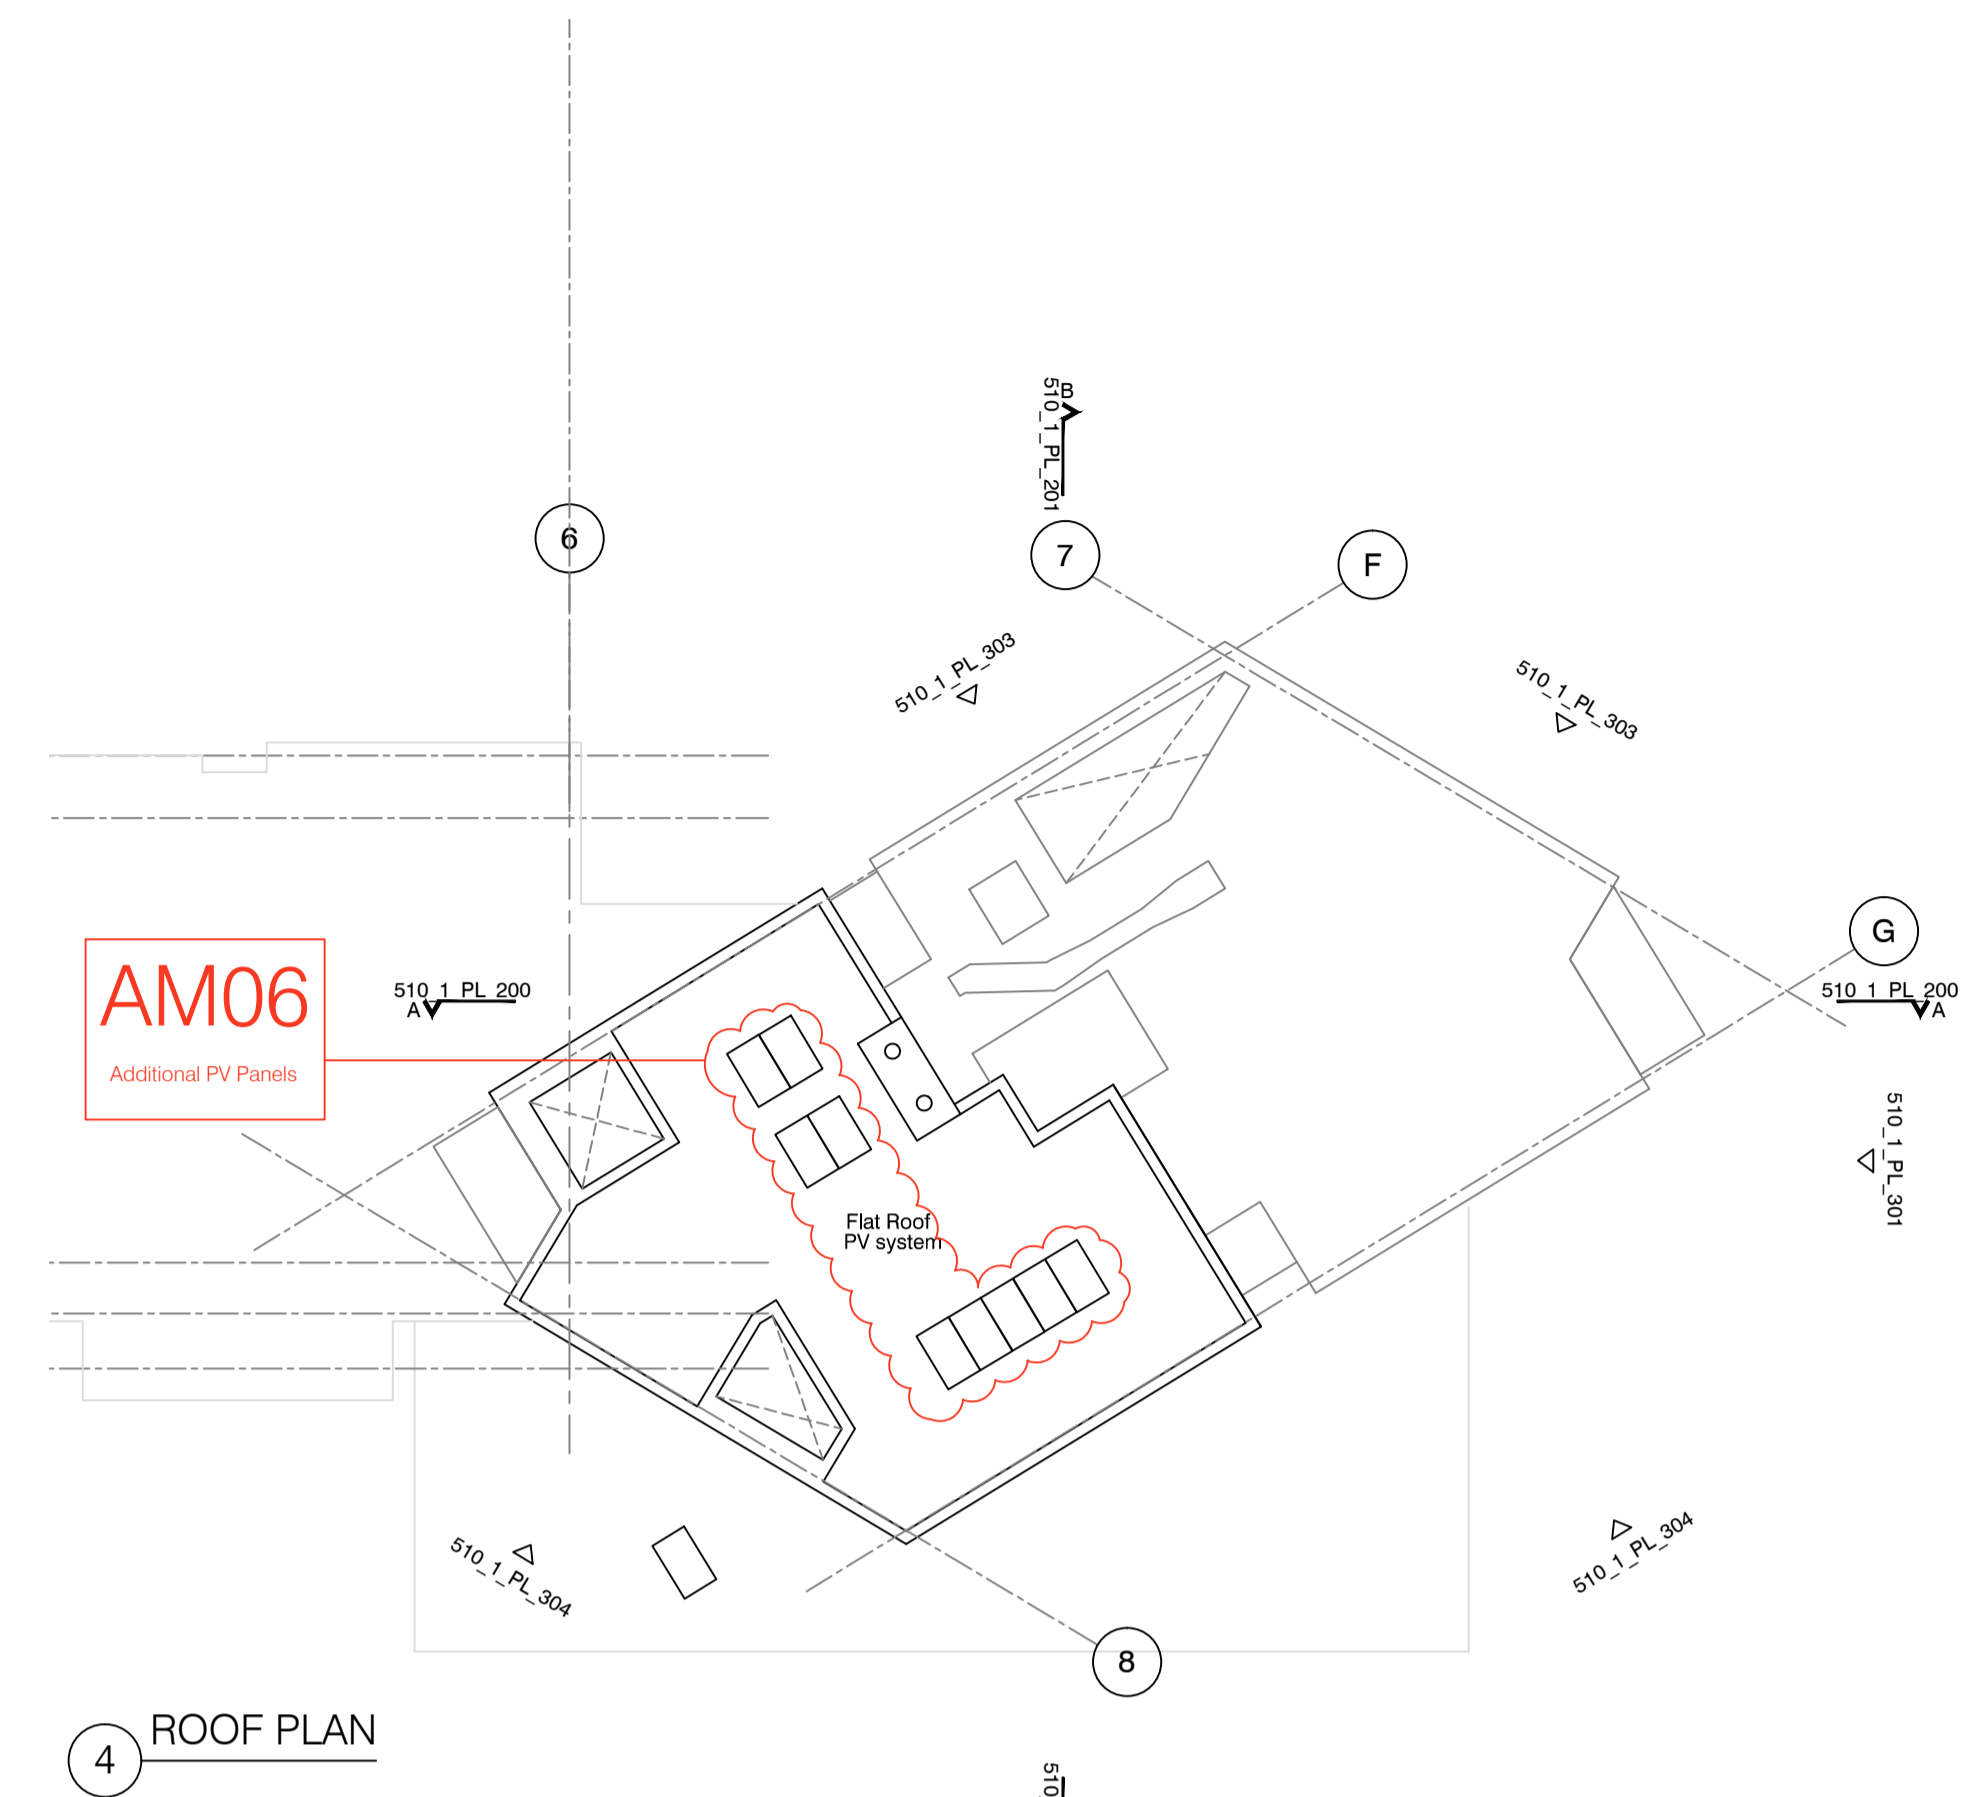 B
510_1_PL_201
6
7
F
510_1_PL_303
510_1_PL_303
G
AM06
Additional PV Panels
510_1_PL_200
A
510_1_PL_200
A
510_1_PL_301
Flat Roof
PV system
510_1_PL_304
510_1_PL_304
8
4
ROOF PLAN
510